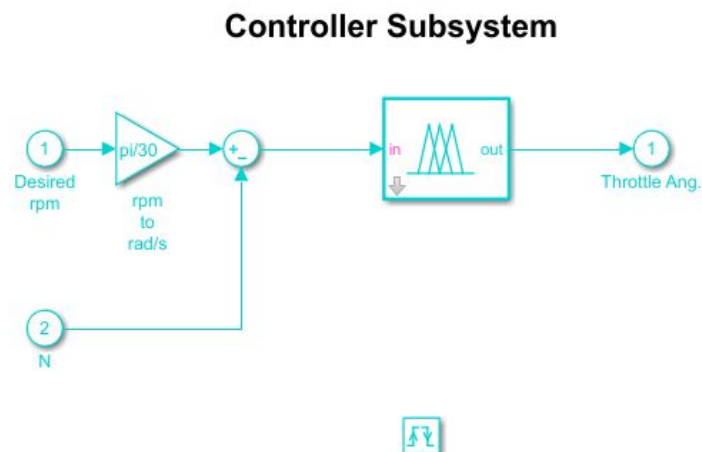 Controller Subsystem
1
Desired
rpm
pi/30
rpm
to
rad/s
+
_
in
out
1
Throttle Ang.
2
N